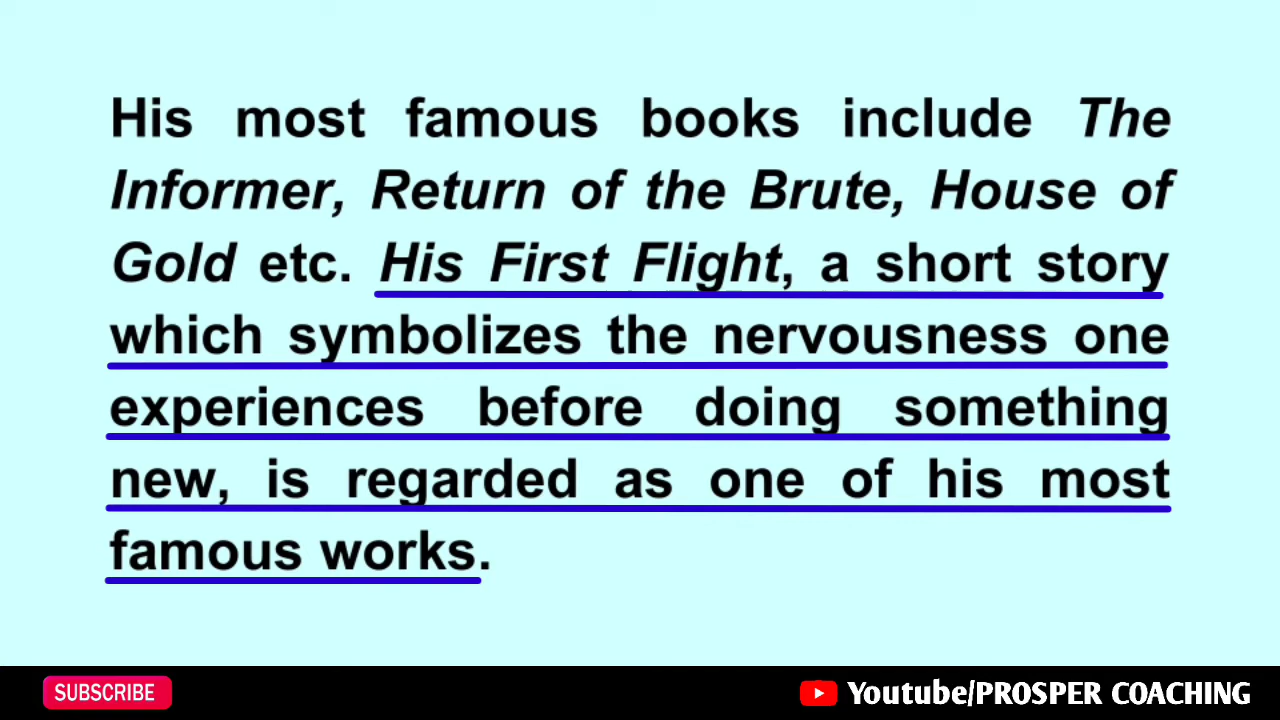 His most famous books include The
Informer, Return of the Brute, House of
Gold etc. His First Flight, a short story
which symbolizes the nervousness one
experiences before doing something
new, is regarded as one of his most
famous works.
SUBSCRIBE
Youtube/PROSPER COACHING